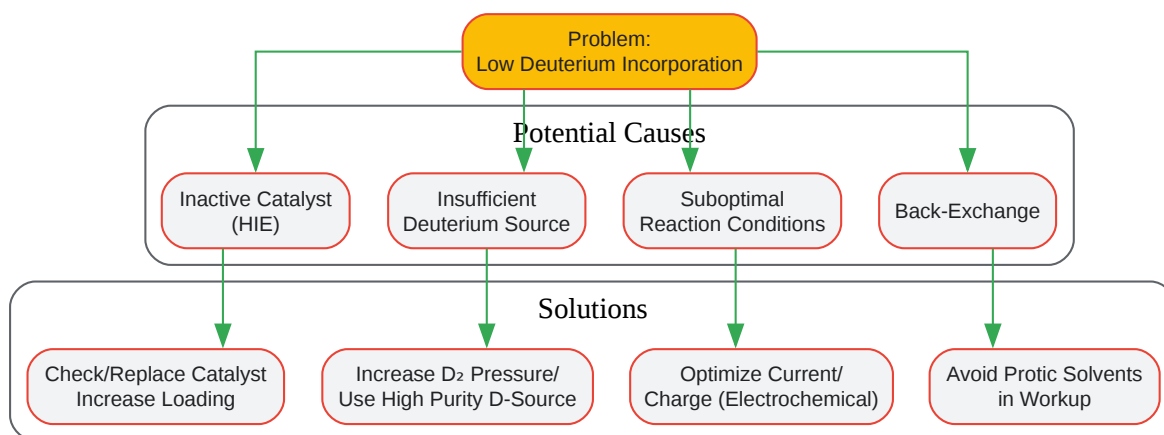 Problem:
Low Deuterium Incorporation
Potential Causes
Inactive Catalyst
(HIE)
Insufficient
Deuterium Source
Suboptimal
Reaction Conditions
Back-Exchange
Solutions
Check/Replace Catalyst
Increase Loading
Increase D₂ Pressure/
Use High Purity D-Source
Optimize Current/
Charge (Electrochemical)
Avoid Protic Solvents
in Workup